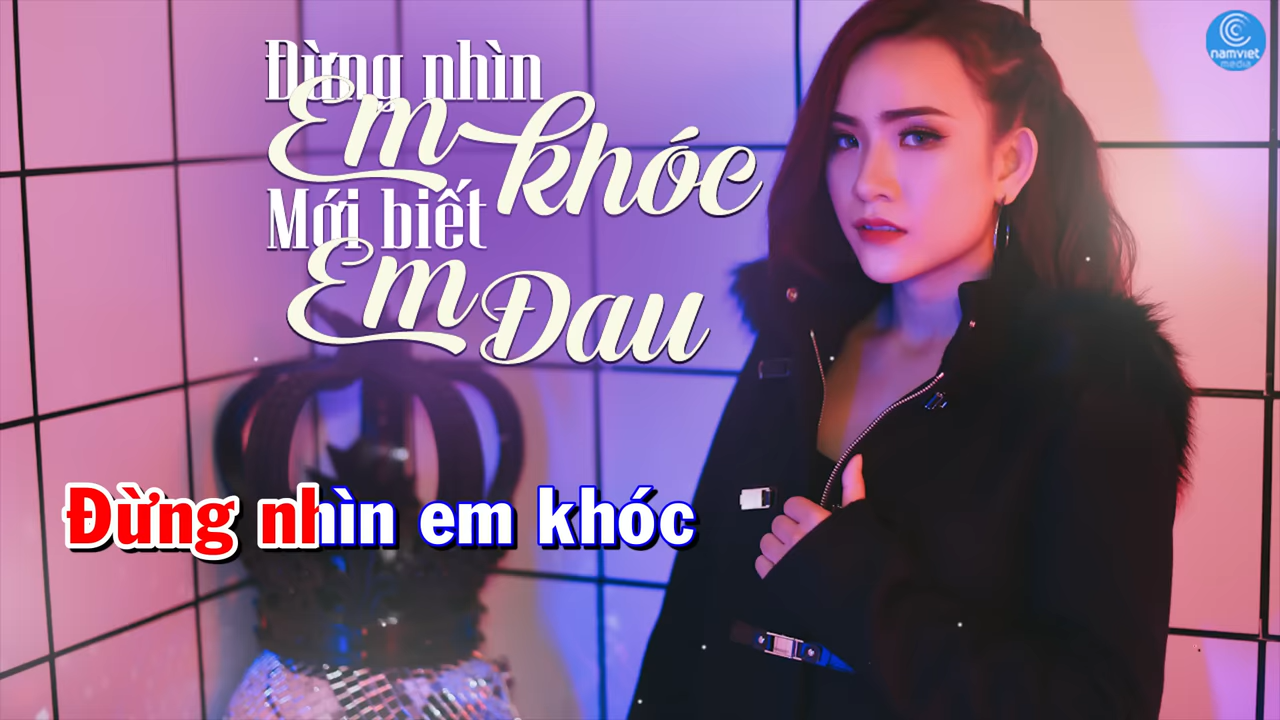 Đừng nhìn
Em khóc
Mới biết
Em Đau
namviet
media
Đừng nhìn em khóc